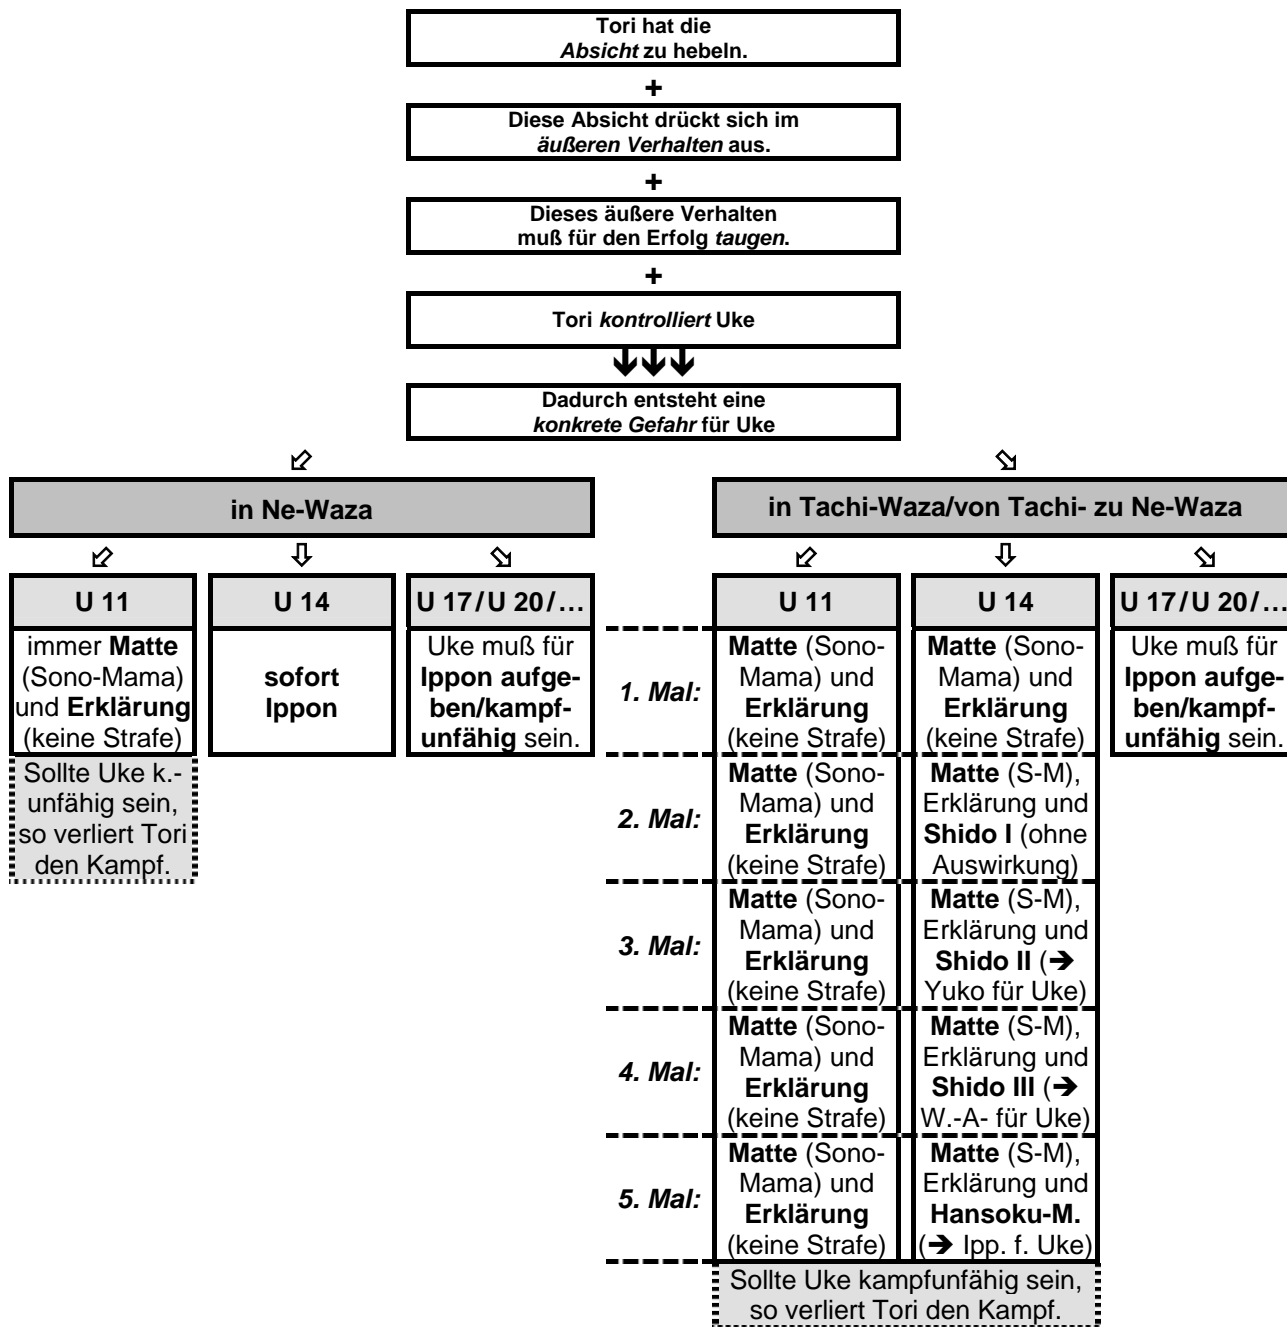 Tori hat die
Absicht zu hebeln.
+
Diese Absicht drückt sich im
äußeren Verhalten aus.
+
Dieses äußere Verhalten
muß für den Erfolg taugen.
+
Tori kontrolliert Uke
Dadurch entsteht eine
konkrete Gefahr für Uke
in Ne-Waza
U 11
immer Matte
(Sono-Mama)
und Erklärung
(keine Strafe)
Sollte Uke k.-
unfähig sein,
so verliert Tori
den Kampf.
U 14
sofort
Ippon
U 17/U 20/...
Uke muß für
Ippon aufge-
ben/kampf-
unfähig sein.
in Tachi-Waza/von Tachi- zu Ne-Waza
U 11
U 14
U 17/U 20/...
1. Mal:
Matte (Sono-
Mama) und
Erklärung
(keine Strafe)
Matte (Sono-
Mama) und
Erklärung
(keine Strafe)
Uke muß für
Ippon aufge-
ben/kampf-
unfähig sein.
2. Mal:
Matte (Sono-
Mama) und
Erklärung
(keine Strafe)
Matte (S-M),
Erklärung und
Shido I (ohne
Auswirkung)
3. Mal:
Matte (Sono-
Mama) und
Erklärung
(keine Strafe)
Matte (S-M),
Erklärung und
Shido II (➔
Yuko für Uke)
4. Mal:
Matte (Sono-
Mama) und
Erklärung
(keine Strafe)
Matte (S-M),
Erklärung und
Shido III (➔
W.-A- für Uke)
5. Mal:
Matte (Sono-
Mama) und
Erklärung
(keine Strafe)
Matte (S-M),
Erklärung und
Hansoku-M.
(➔ Ipp. f. Uke)
Sollte Uke kampfunfähig sein,
so verliert Tori den Kampf.